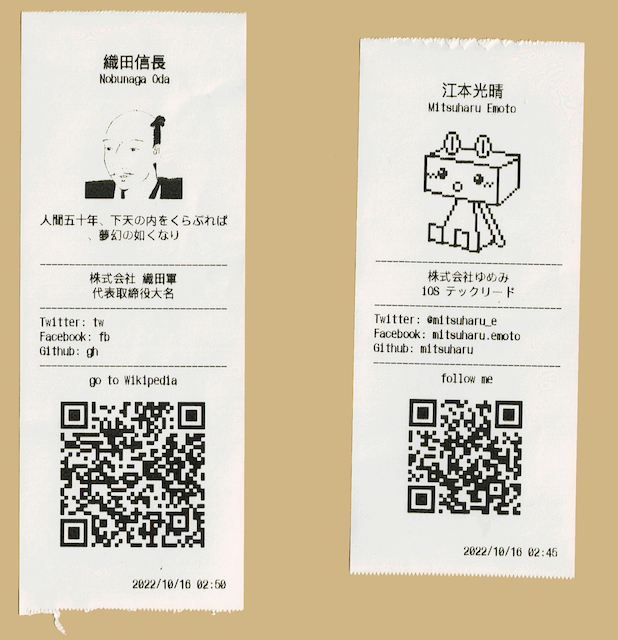 織田信長
Nobunaga Oda
人間五十年、下天の内をくらぶれば
、夢幻の如くなり
株式会社 織田軍
代表取締役大名
Twitter: tw
Facebook: fb
Github: gh
go to Wikipedia
2022/10/16 02:50
江本光晴
Mitsuharu Emoto
株式会社ゆめみ
iOS テックリード
Twitter: @mitsuharu_e
Facebook: mitsuharu.emoto
Github: mitsuharu
follow me
2022/10/16 02:45